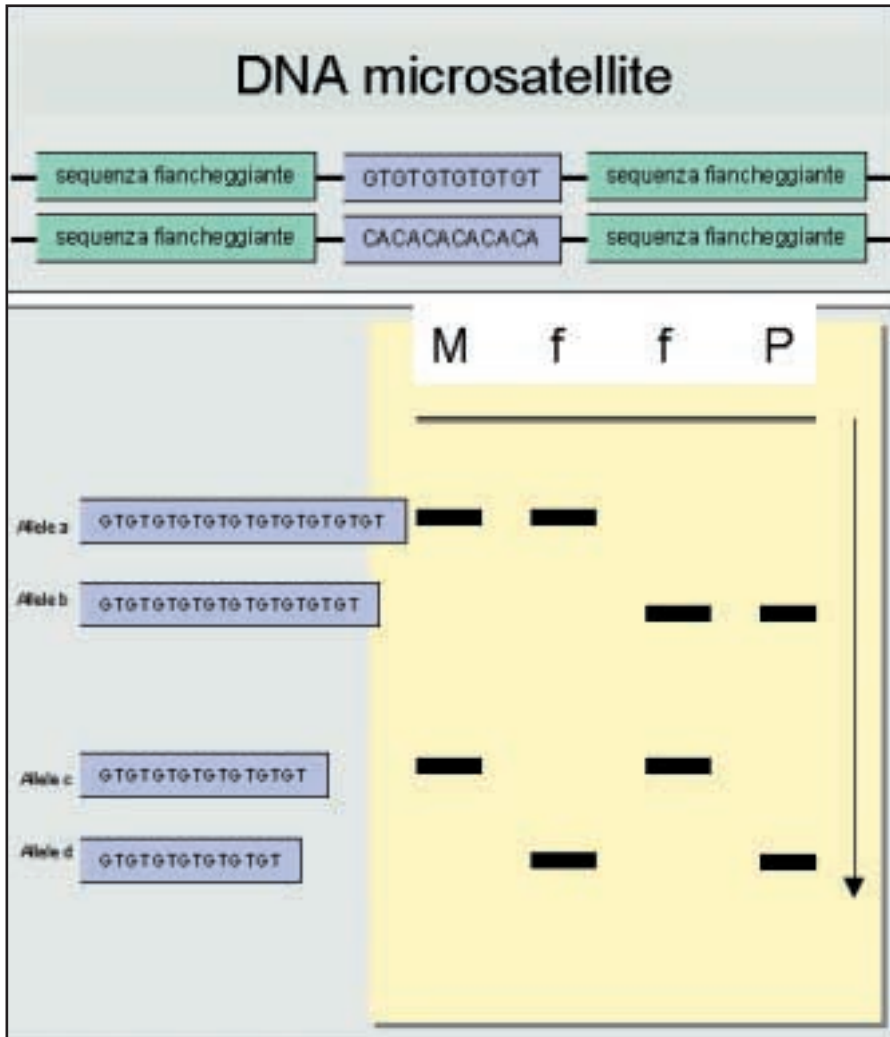 DNA microsatellite
sequenza fiancheggiante GTGTGTGTGTGT sequenza fiancheggiante
sequenza fiancheggiante CACACACACACA sequenza fiancheggiante
M f f P
Allele a GTGTGTGTGTGTGTGTGTGTGT
Allele b GTGTGTGTGTGTGTGTGTGT
Allele c GTGTGTGTGTGTGTGT
Allele d GTGTGTGTGTGTGT